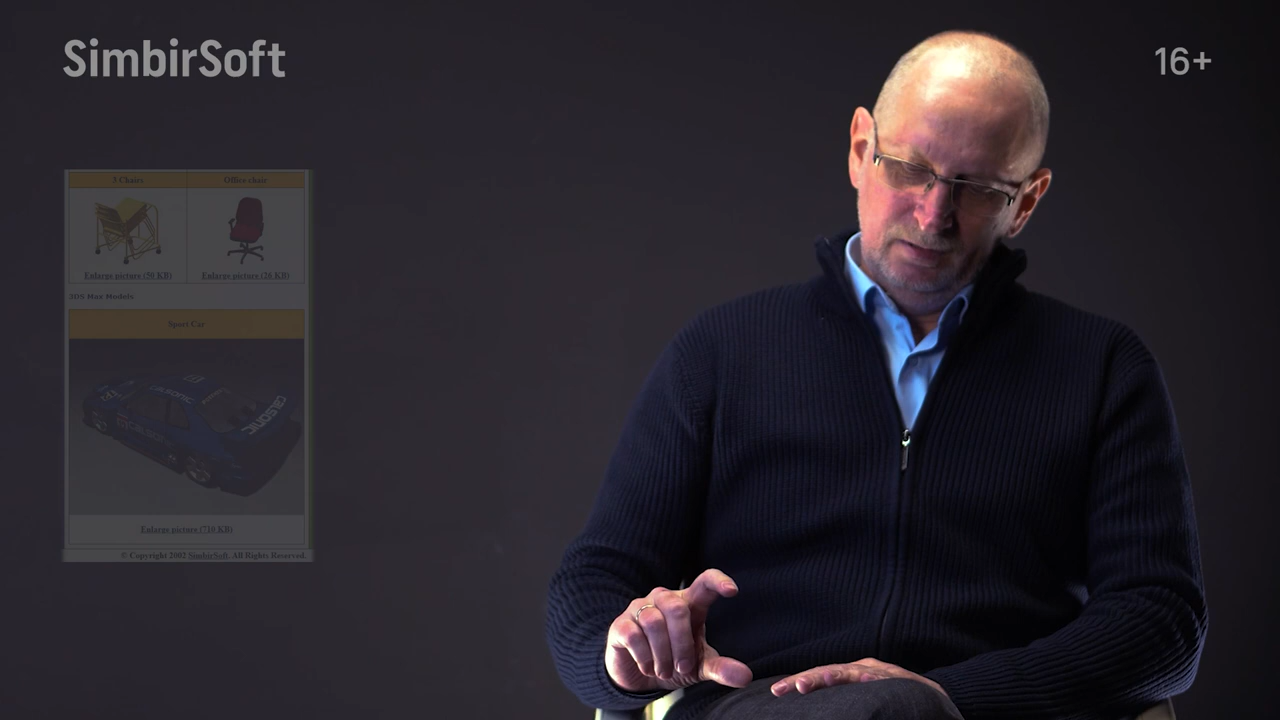 SimbirSoft
16+
3 Chairs
Office chair
Enlarge picture (50 KB)
Enlarge picture (26 KB)
3DS Max Models
Sport Car
CALSONIC
Enlarge picture (710 KB)
© Copyright 2002 SimbirSoft. All Rights Reserved.